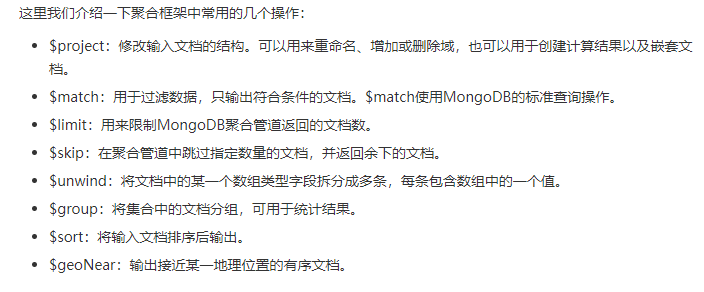 这里我们介绍一下聚合框架中常用的几个操作：
• $project：修改输入文档的结构。可以用来重命名、增加或删除域，也可以用于创建计算结果以及嵌套文
档。
• $match：用于过滤数据，只输出符合条件的文档。$match使用MongoDB的标准查询操作。
• $limit：用来限制MongoDB聚合管道返回的文档数。
• $skip：在聚合管道中跳过指定数量的文档，并返回余下的文档。
• $unwind：将文档中的某一个数组类型字段拆分成多条，每条包含数组中的一个值。
• $group：将集合中的文档分组，可用于统计结果。
• $sort：将输入文档排序后输出。
• $geoNear：输出接近某一地理位置的有序文档。